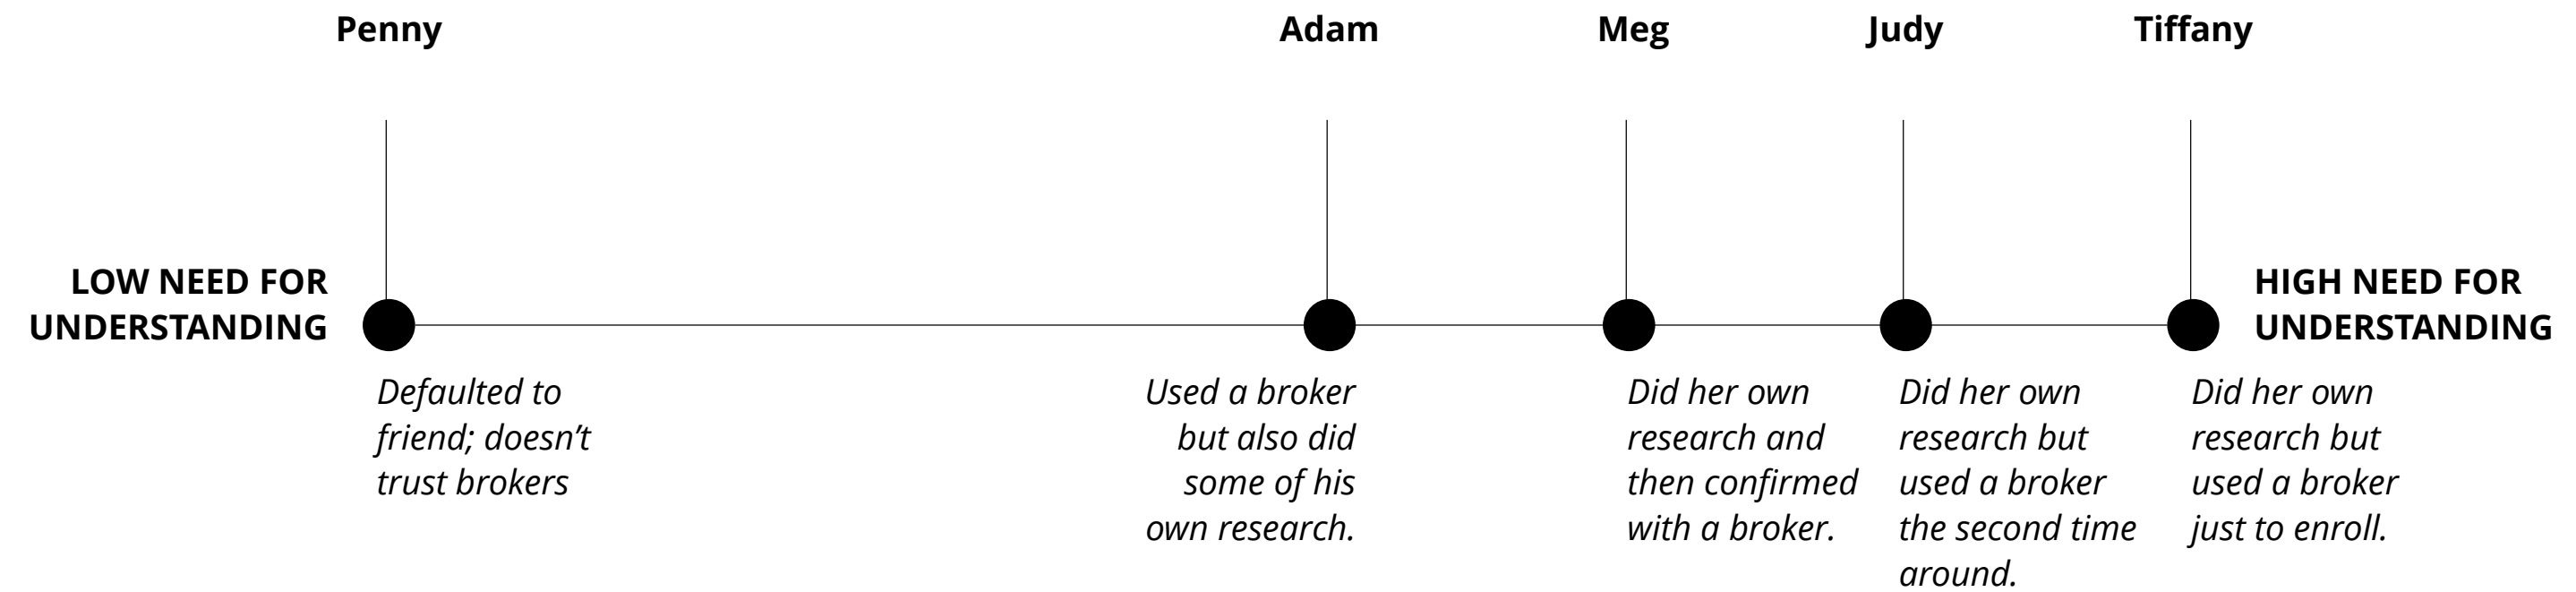 Penny
Adam
Meg
Judy
Tiffany
LOW NEED FOR
UNDERSTANDING
HIGH NEED FOR
UNDERSTANDING
Defaulted to
friend; doesn’t
trust brokers
Used a broker
but also did
some of his
own research.
Did her own
research and
then confirmed
with a broker.
Did her own
research but
used a broker
the second time
around.
Did her own
research but
used a broker
just to enroll.